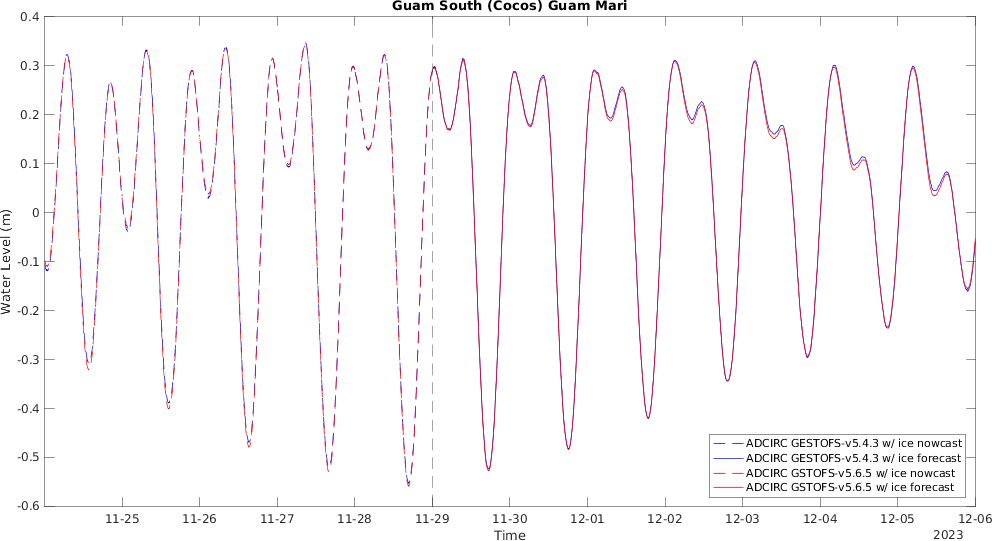 Guam South (Cocos) Guam Mari
0.4
0.3
0.2
0.1
0
-0.1
-0.2
-0.3
-0.4
-0.5
-0.6
Water Level (m)
ADCIRC GESTOFS-v5.4.3 w/ ice nowcast
ADCIRC GESTOFS-v5.4.3 w/ ice forecast
ADCIRC GSTOFS-v5.6.5 w/ ice nowcast
ADCIRC GSTOFS-v5.6.5 w/ ice forecast
11-25 11-26 11-27 11-28 11-29 11-30 12-01 12-02 12-03 12-04 12-05 12-06
Time
2023